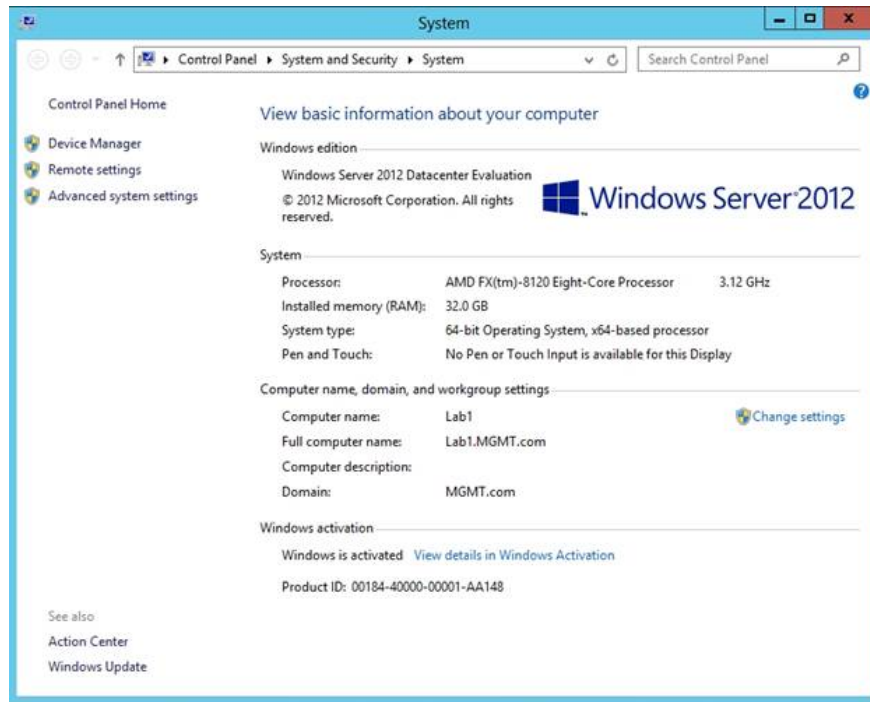 System
Control Panel ▸ System and Security ▸ System
Search Control Panel
Control Panel Home
Device Manager
Remote settings
Advanced system settings
View basic information about your computer
Windows edition
Windows Server 2012 Datacenter Evaluation
© 2012 Microsoft Corporation. All rights
reserved.
Windows Server®2012
System
Processor: AMD FX(tm)-8120 Eight-Core Processor 3.12 GHz
Installed memory (RAM): 32.0 GB
System type: 64-bit Operating System, x64-based processor
Pen and Touch: No Pen or Touch Input is available for this Display
Computer name, domain, and workgroup settings
Computer name: Lab1
Change settings
Full computer name: Lab1.MGMT.com
Computer description:
Domain: MGMT.com
Windows activation
Windows is activated View details in Windows Activation
Product ID: 00184-40000-00001-AA148
See also
Action Center
Windows Update